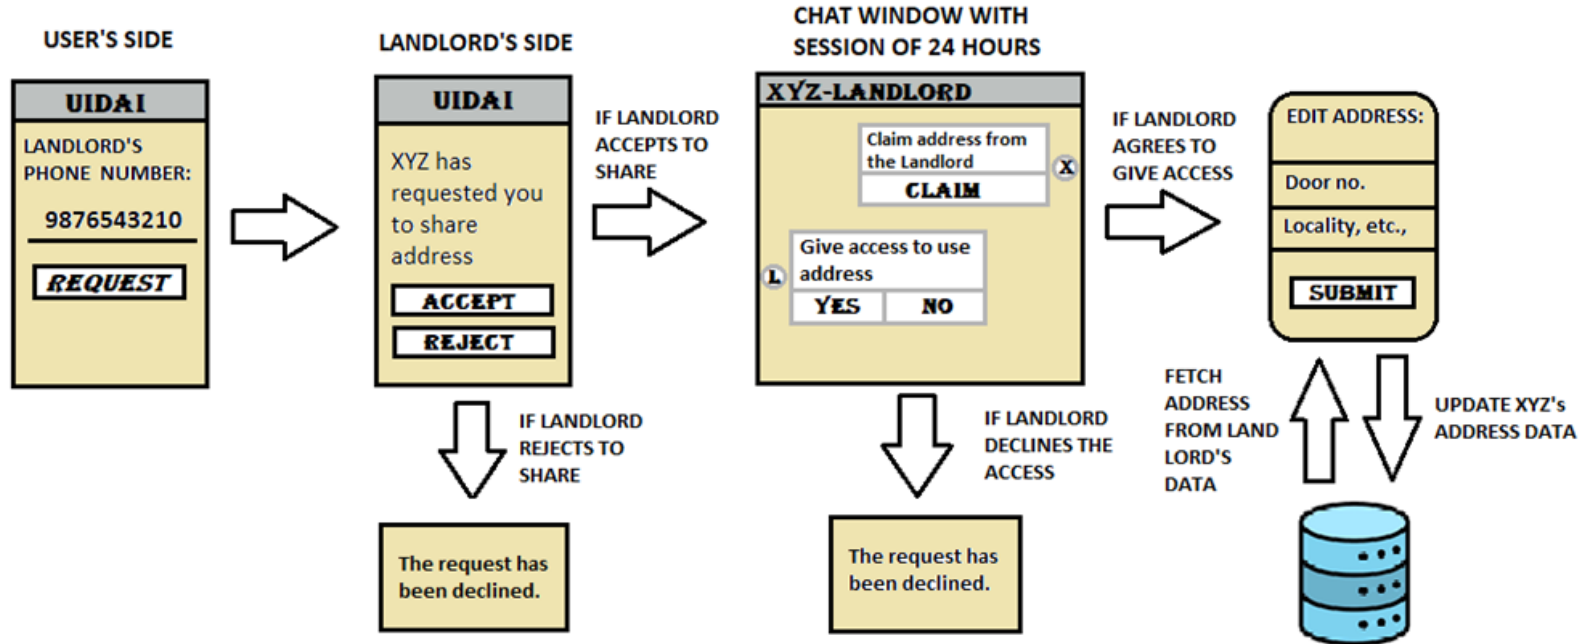 USER'S SIDE
UIDAI
LANDLORD'S
PHONE NUMBER:
9876543210
REQUEST
LANDLORD'S SIDE
UIDAI
XYZ has
requested you
to share
address
ACCEPT
REJECT
IF LANDLORD
ACCEPTS TO
SHARE
IF LANDLORD
REJECTS TO
SHARE
The request has
been declined.
CHAT WINDOW WITH
SESSION OF 24 HOURS
XYZ-LANDLORD
Claim address from
the Landlord
CLAIM
X
L
Give access to use
address
YES NO
IF LANDLORD
DECLINES THE
ACCESS
The request has
been declined.
IF LANDLORD
AGREES TO
GIVE ACCESS
EDIT ADDRESS:
Door no.
Locality, etc.,
SUBMIT
FETCH
ADDRESS
FROM LAND
LORD'S
DATA
UPDATE XYZ's
ADDRESS DATA